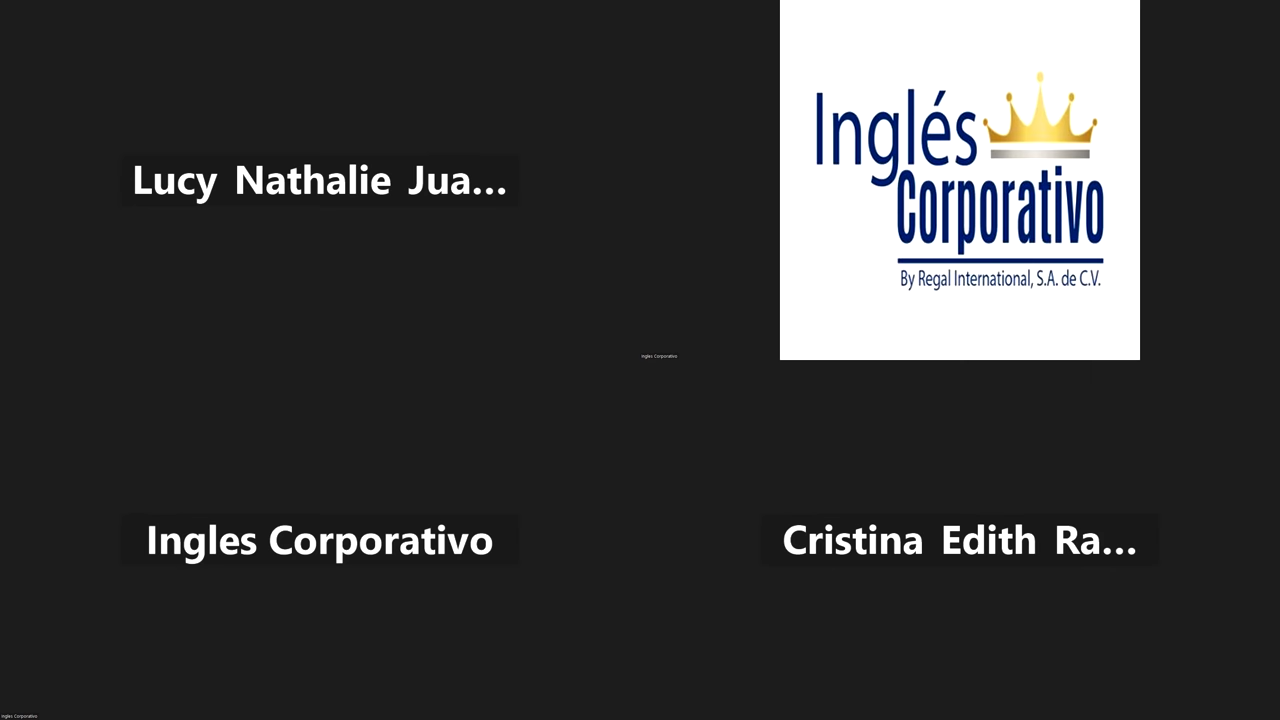 Lucy Nathalie Jua...
Inglés
Corporativo
By Regal International, S.A. de C.V.
Ingles Corporativo
Ingles Corporativo
Cristina Edith Ra...
Ingles Corporativo